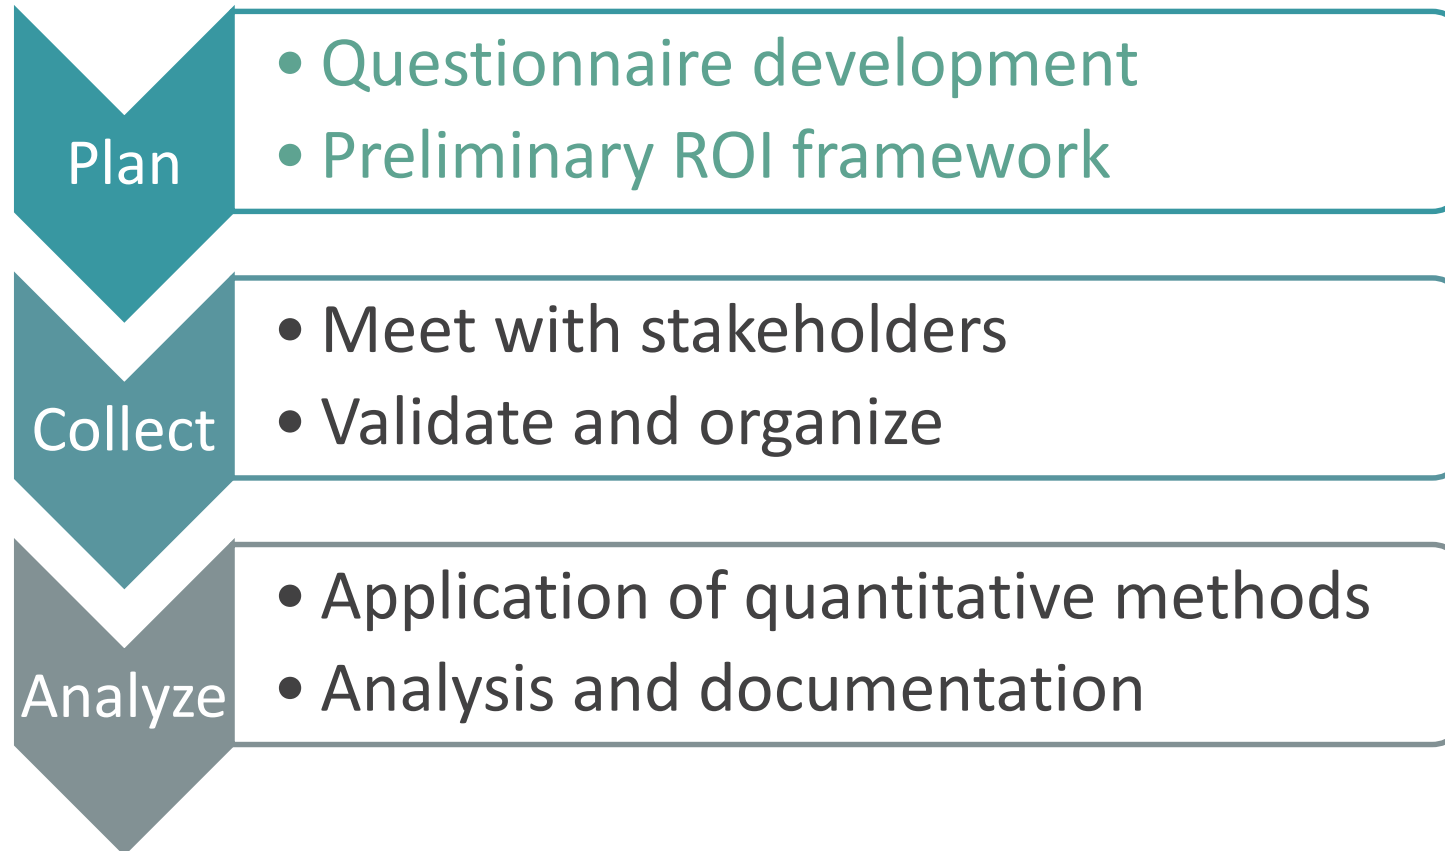 Plan
• Questionnaire development
• Preliminary ROI framework
Collect
• Meet with stakeholders
• Validate and organize
Analyze
• Application of quantitative methods
• Analysis and documentation